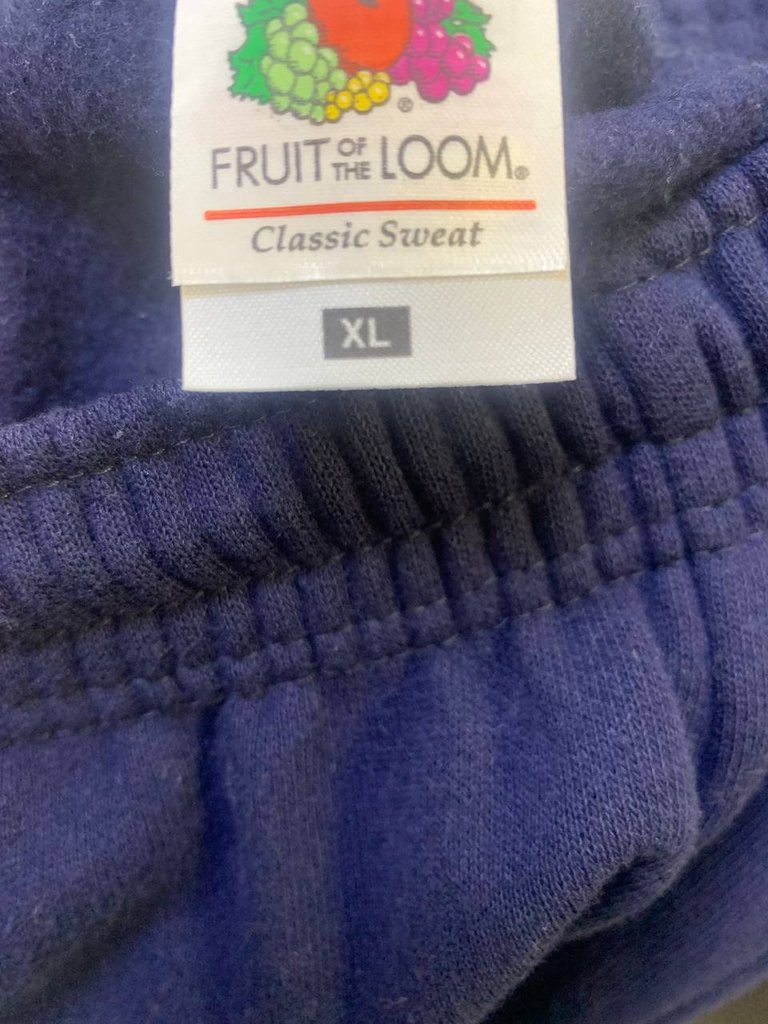 ®
FRUIT OF THE LOOM®
Classic Sweat
XL